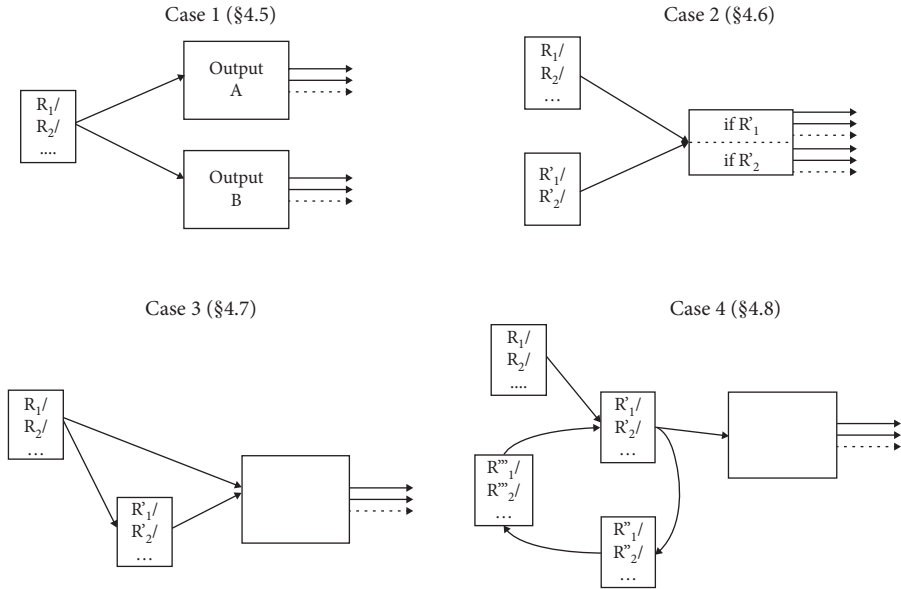 Case 1 (§4.5)
R₁/
R₂/
....
Output
A
Output
B
Case 2 (§4.6)
R₁/
R₂/
...
R'₁/
R'₂/
if R'₁
if R'₂
Case 3 (§4.7)
R₁/
R₂/
...
R'₁/
R'₂/
...
Case 4 (§4.8)
R₁/
R₂/
....
R'₁/
R'₂/
...
R'''₁/
R'''₂/
...
R''₁/
R''₂/
...